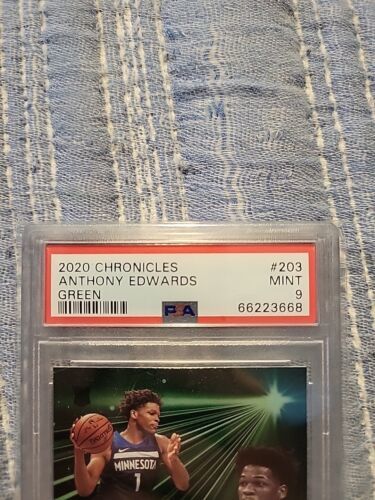 2020 CHRONICLES #203
ANTHONY EDWARDS MINT
GREEN 9
PSA 66223668
MINNESOTA
1